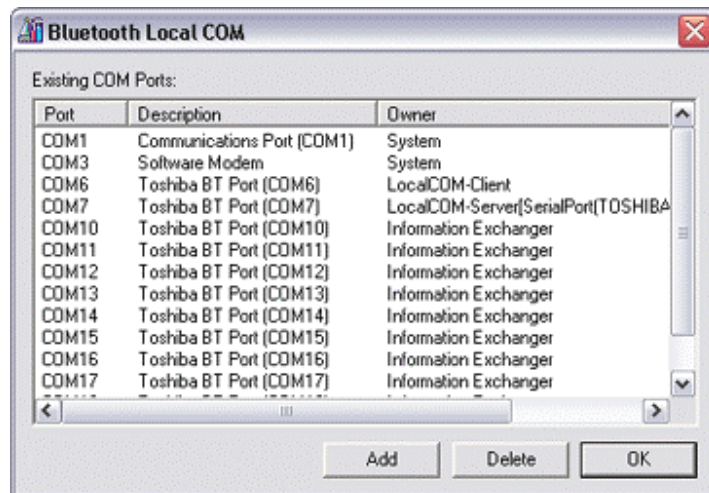 Bluetooth Local COM
Existing COM Ports:
Port Description Owner
COM1 Communications Port (COM1) System
COM3 Software Modem System
COM6 Toshiba BT Port (COM6) LocalCOM-Client
COM7 Toshiba BT Port (COM7) LocalCOM-Server[SerialPort(TOSHIBA
COM10 Toshiba BT Port (COM10) Information Exchanger
COM11 Toshiba BT Port (COM11) Information Exchanger
COM12 Toshiba BT Port (COM12) Information Exchanger
COM13 Toshiba BT Port (COM13) Information Exchanger
COM14 Toshiba BT Port (COM14) Information Exchanger
COM15 Toshiba BT Port (COM15) Information Exchanger
COM16 Toshiba BT Port (COM16) Information Exchanger
COM17 Toshiba BT Port (COM17) Information Exchanger
Add Delete OK